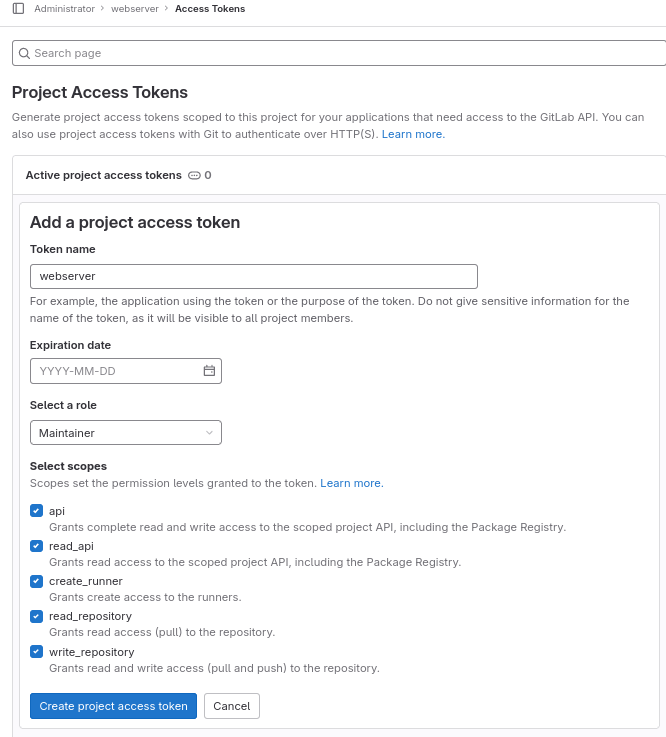 Administrator › webserver › Access Tokens
Search page
Project Access Tokens
Generate project access tokens scoped to this project for your applications that need access to the GitLab API. You can
also use project access tokens with Git to authenticate over HTTP(S). Learn more.
Active project access tokens 0
Add a project access token
Token name
webserver
For example, the application using the token or the purpose of the token. Do not give sensitive information for the
name of the token, as it will be visible to all project members.
Expiration date
YYYY-MM-DD
Select a role
Maintainer
Select scopes
Scopes set the permission levels granted to the token. Learn more.
api
Grants complete read and write access to the scoped project API, including the Package Registry.
read_api
Grants read access to the scoped project API, including the Package Registry.
create_runner
Grants create access to the runners.
read_repository
Grants read access (pull) to the repository.
write_repository
Grants read and write access (pull and push) to the repository.
Create project access token Cancel